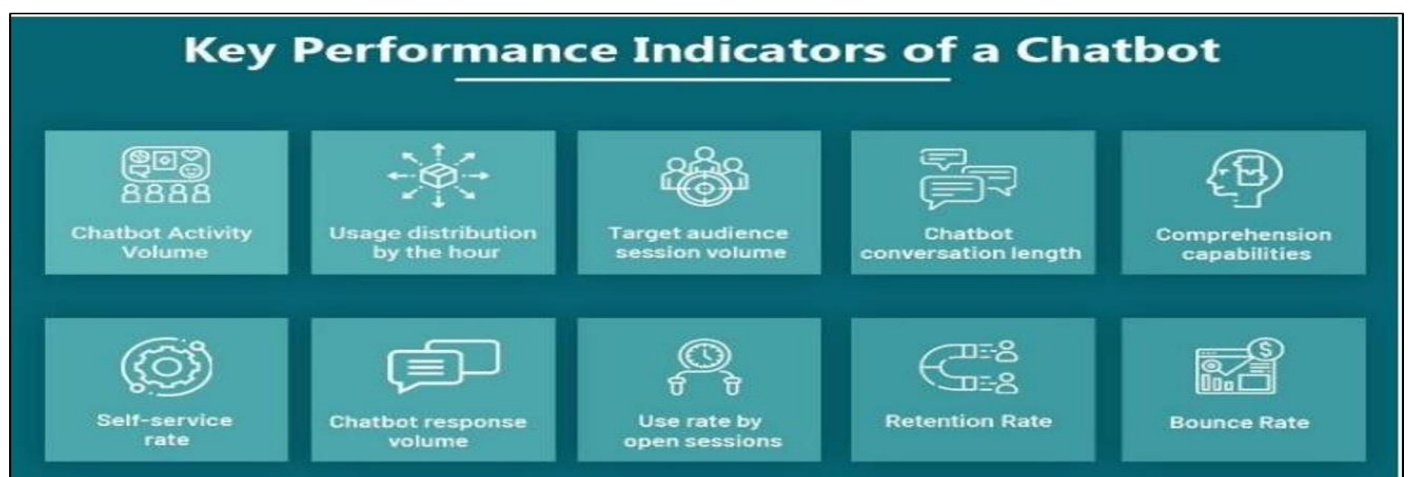 Key Performance Indicators of a Chatbot
Chatbot Activity
Volume
Usage distribution
by the hour
Target audience
session volume
Chatbot
conversation length
Comprehension
capabilities
Self-service
rate
Chatbot response
volume
Use rate by
open sessions
Retention Rate
Bounce Rate